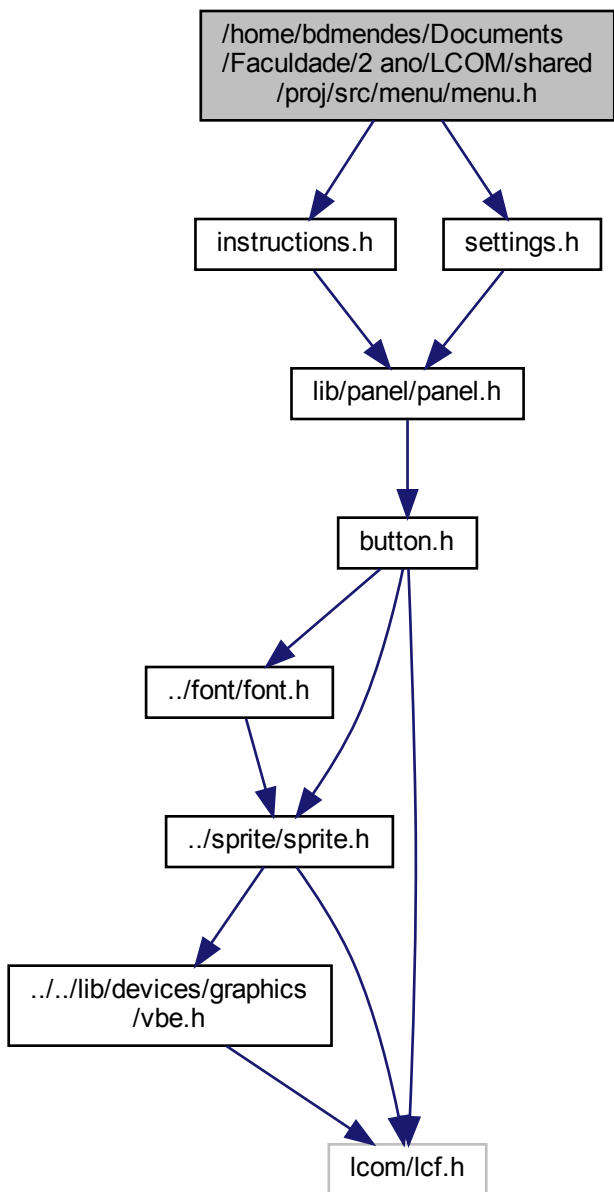 /home/bdmendes/Documents
/Faculdade/2 ano/LCOM/shared
/proj/src/menu/menu.h
instructions.h
settings.h
lib/panel/panel.h
button.h
../font/font.h
../sprite/sprite.h
../../lib/devices/graphics
/vbe.h
lcom/lcf.h